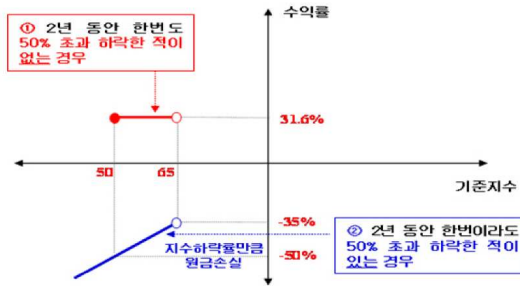 수익률
① 2년 동안 한번도
50% 초과 하락한 적이
없는 경우
31.6%
50
65
기준지수
-35%
지수하락률만큼
원금손실
-50%
② 2년 동안 한번이라도
50% 초과 하락한 적이
있는 경우